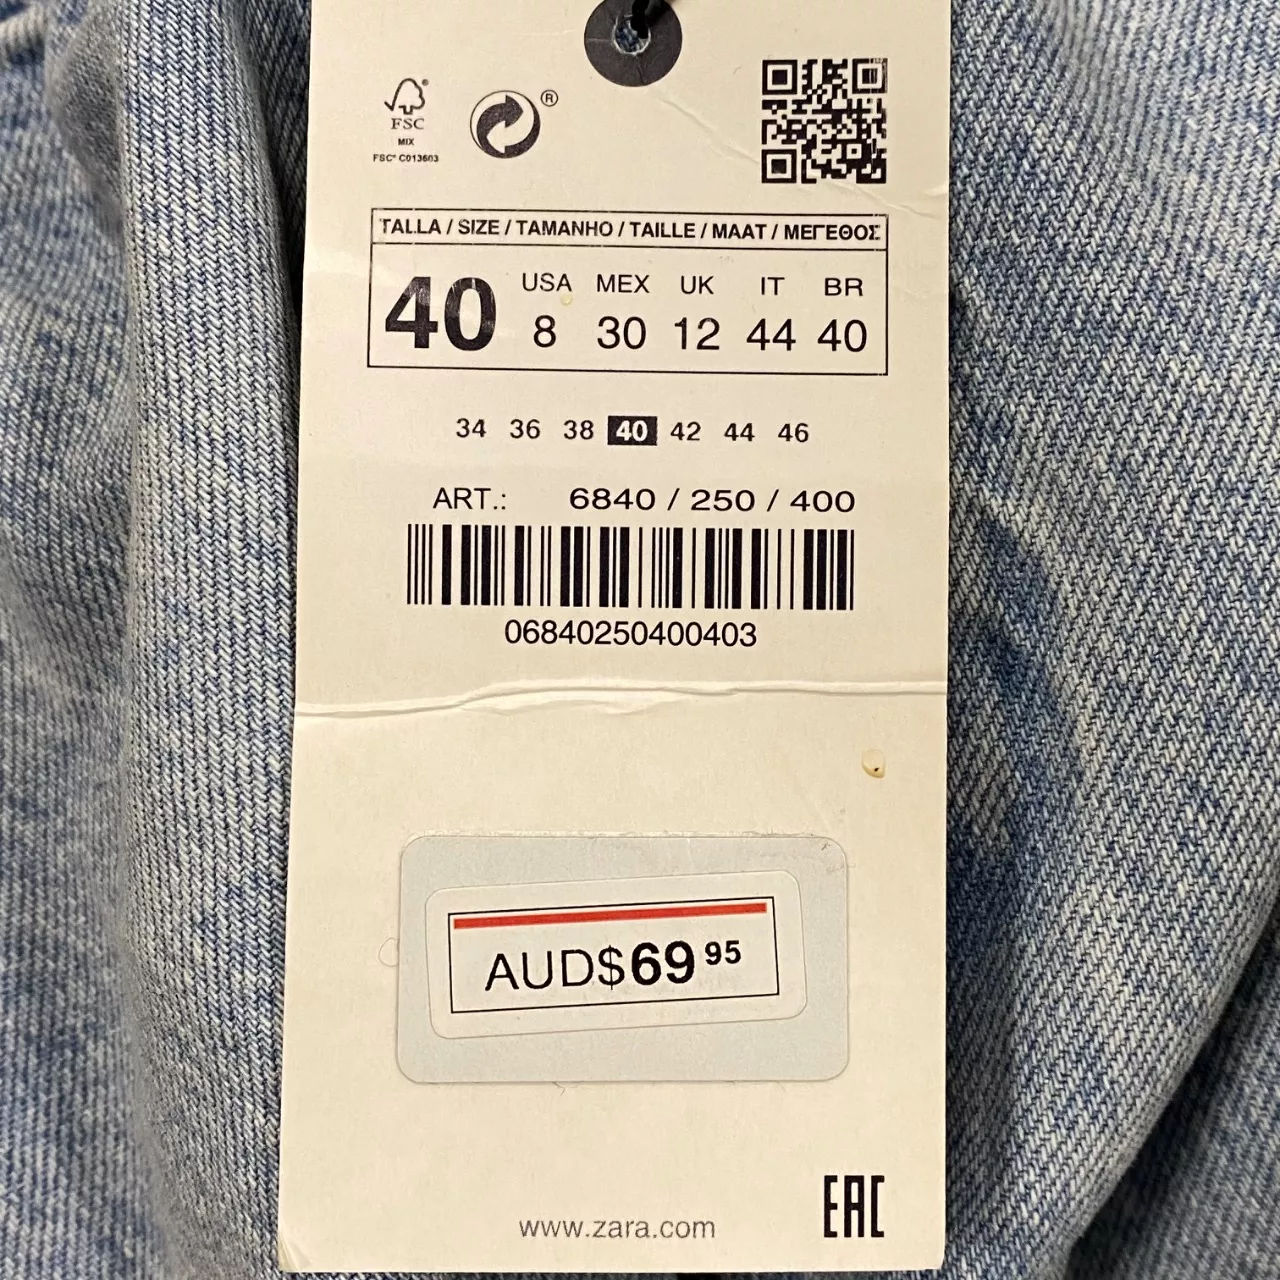 FSC®
MIX
FSC® C013603
®
TALLA / SIZE / TAMANHO / TAILLE / MAAT / ΜΕΓΕΘΟΣ
40
USA MEX UK IT BR
8 30 12 44 40
34 36 38 40 42 44 46
ART.: 6840 / 250 / 400
06840250400403
AUD$69 95
EAC
www.zara.com